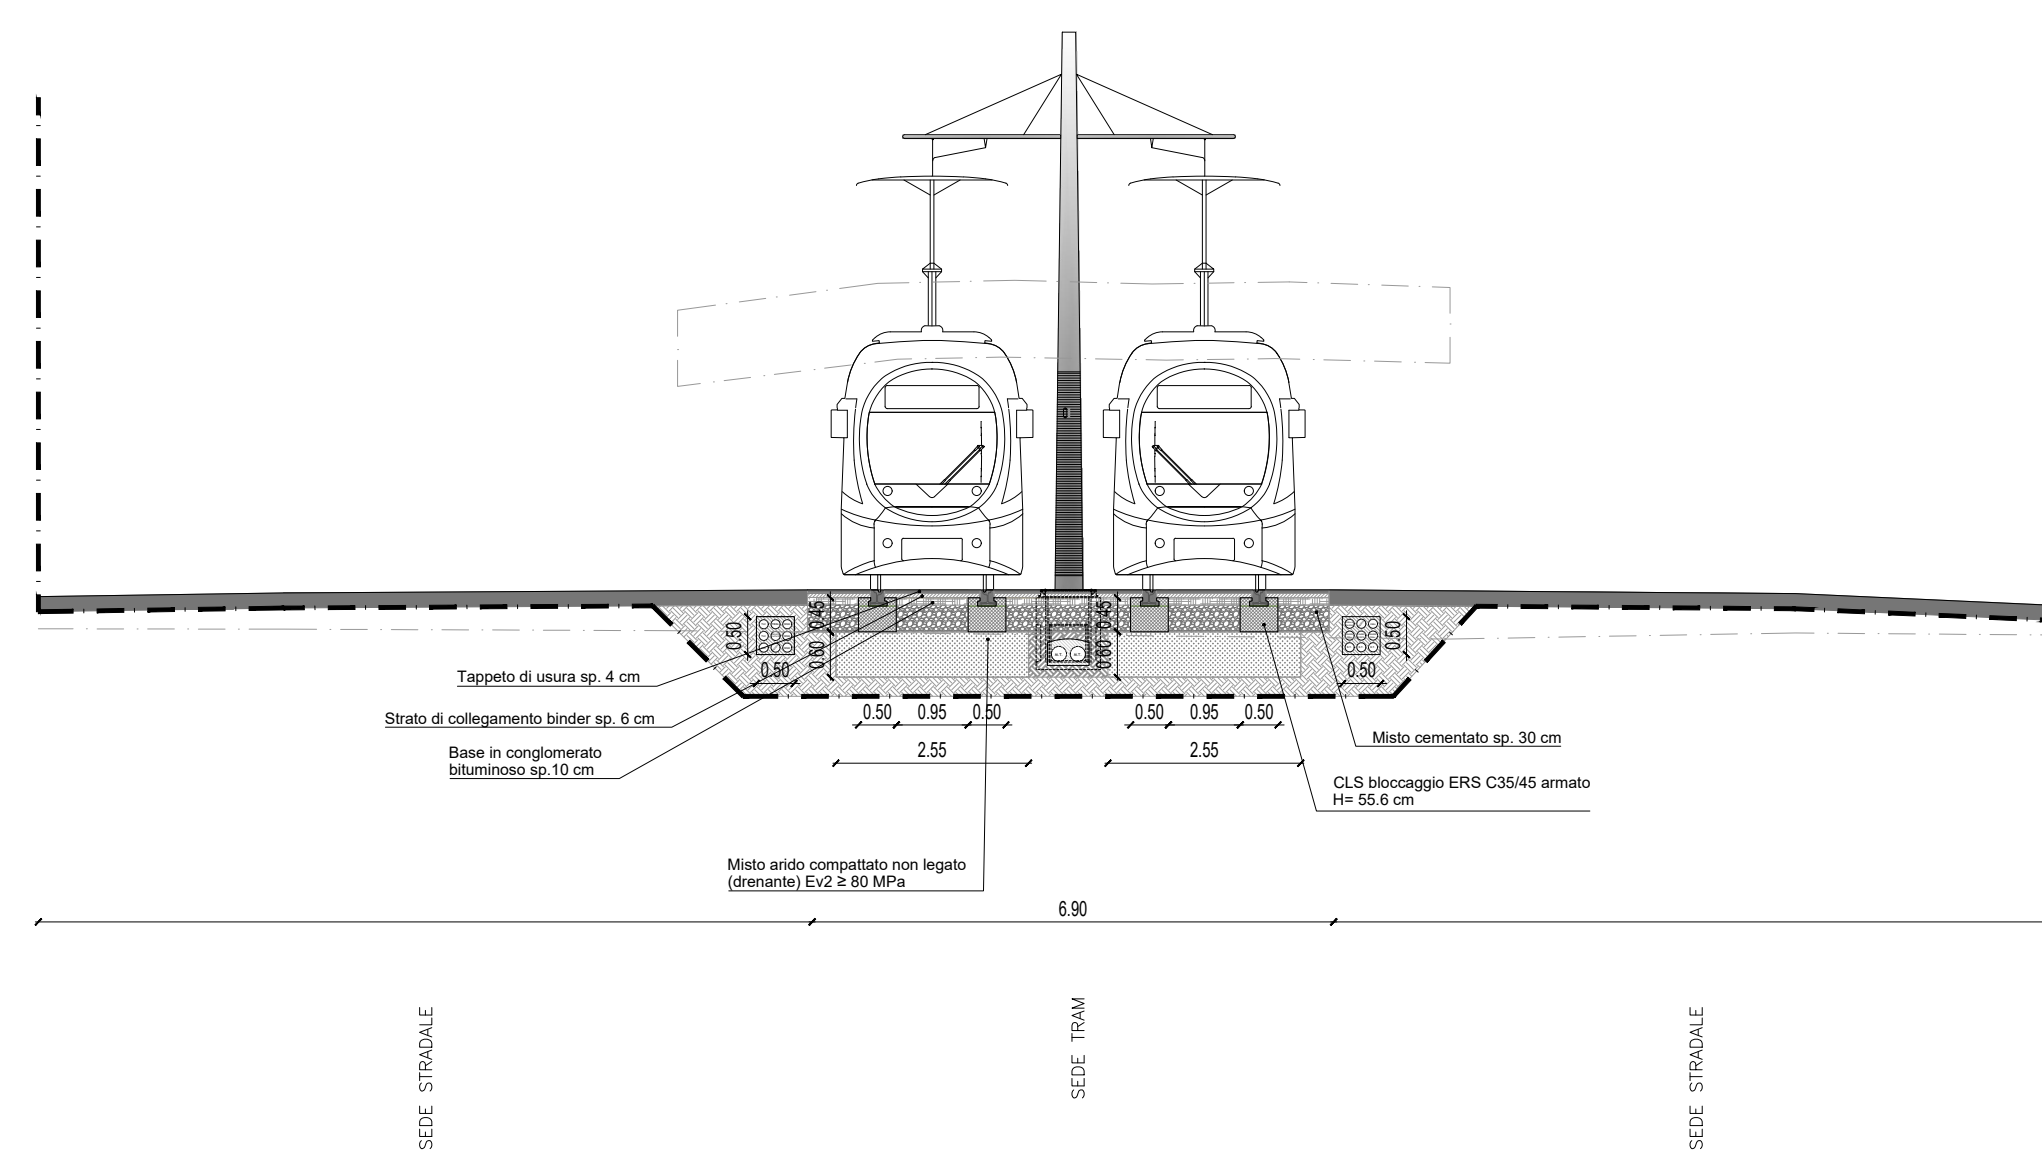 0.45
0.45
0.50
0.50
0.60
0.60
M.T.
M.T.
0.50
0.50
Tappeto di usura sp. 4 cm
Strato di collegamento binder sp. 6 cm
Base in conglomerato
bituminoso sp.10 cm
0.50
0.95
0.50
0.50
0.95
0.50
2.55
2.55
Misto cementato sp. 30 cm
CLS bloccaggio ERS C35/45 armato
H= 55.6 cm
Misto arido compattato non legato
(drenante) Ev2 ≥ 80 MPa
6.90
SEDE STRADALE
SEDE TRAM
SEDE STRADALE